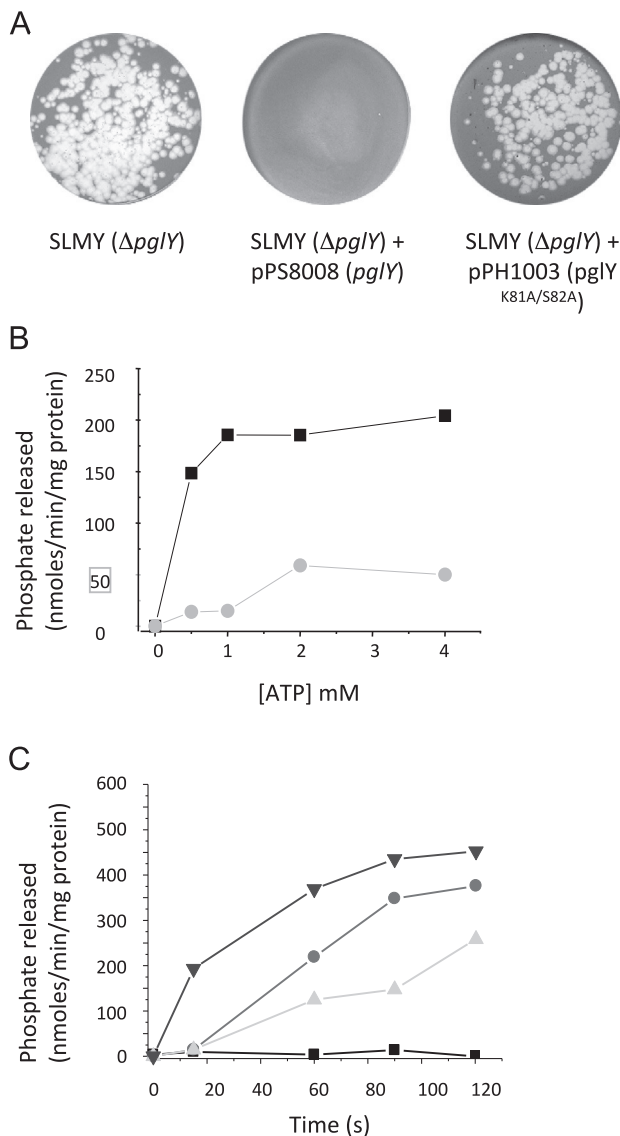 A
SLMY (ΔpglY)
SLMY (ΔpglY) +
pPS8008 (pglY)
SLMY (ΔpglY) +
pPH1003 (pglY
K81A/S82A)
B
Phosphate released
(nmoles/min/mg protein)
250
200
150
100
50
0
0 1 2 3 4
[ATP] mM
C
Phosphate released
(nmoles/min/mg protein)
600
500
400
300
200
100
0
0 20 40 60 80 100 120
Time (s)